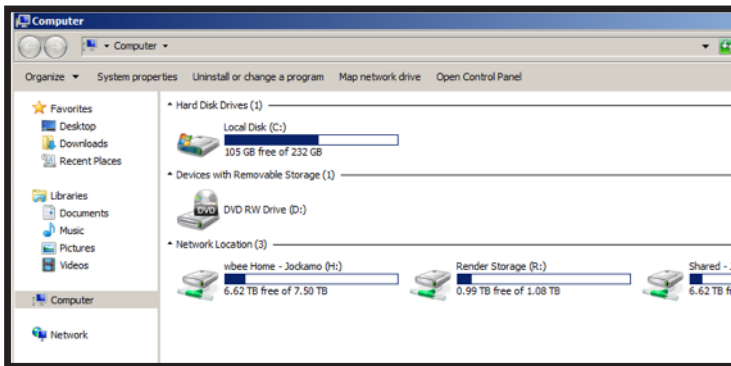 Computer
Computer
Organize System properties Uninstall or change a program Map network drive Open Control Panel
Favorites
Desktop
Downloads
Recent Places
Libraries
Documents
Music
Pictures
Videos
Computer
Network
Hard Disk Drives (1)
Local Disk (C:)
105 GB free of 232 GB
Devices with Removable Storage (1)
DVD
DVD RW Drive (D:)
Network Location (3)
wbee Home - Jockamo (H:)
6.62 TB free of 7.50 TB
Render Storage (R:)
0.99 TB free of 1.08 TB
Shared -
6.62 TB